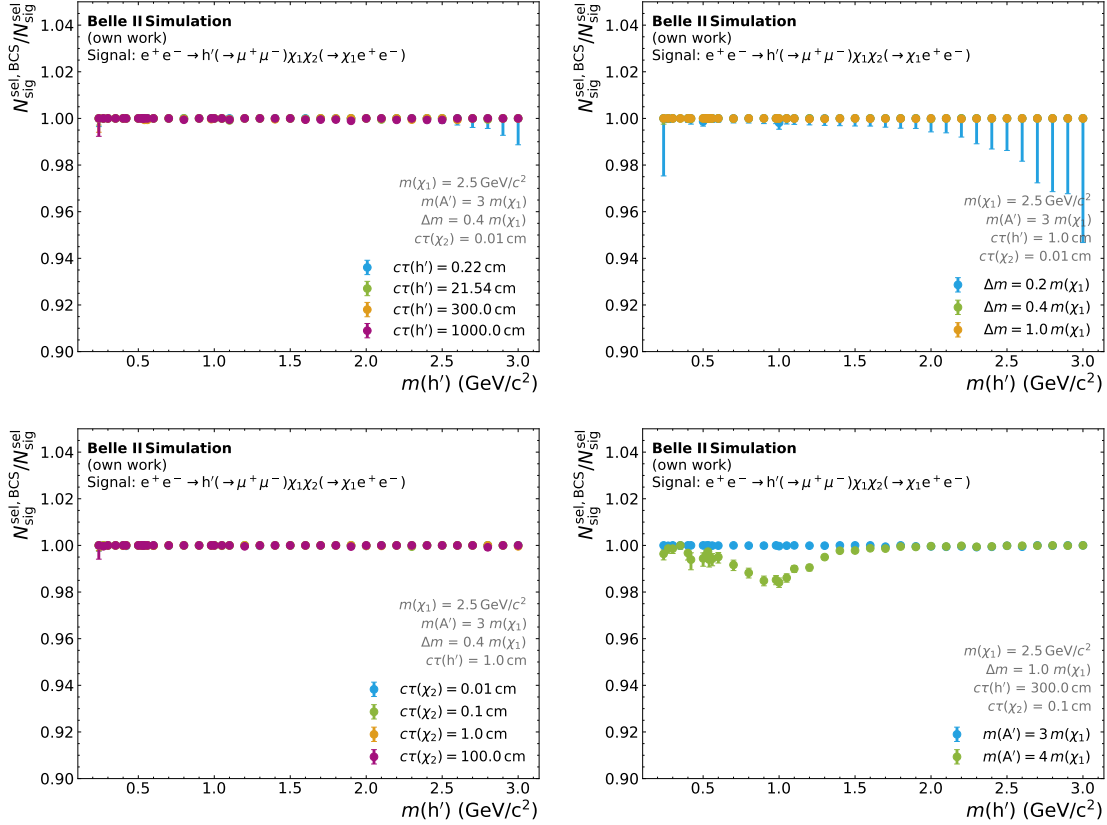 Belle II Simulation
(own work)
Signal: e⁺e⁻ → h′(→ μ⁺μ⁻)χ₁χ₂(→ χ₁e⁺e⁻)
m(χ₁) = 2.5 GeV/c²
m(A′) = 3 m(χ₁)
Δm = 0.4 m(χ₁)
cτ(χ₂) = 0.01 cm
cτ(h′) = 0.22 cm
cτ(h′) = 21.54 cm
cτ(h′) = 300.0 cm
cτ(h′) = 1000.0 cm
N_sig^sel, BCS/N_sig^sel
1.04
1.02
1.00
0.98
0.96
0.94
0.92
0.90
0.5 1.0 1.5 2.0 2.5 3.0
m(h′) (GeV/c²)
Belle II Simulation
(own work)
Signal: e⁺e⁻ → h′(→ μ⁺μ⁻)χ₁χ₂(→ χ₁e⁺e⁻)
m(χ₁) = 2.5 GeV/c²
m(A′) = 3 m(χ₁)
cτ(h′) = 1.0 cm
cτ(χ₂) = 0.01 cm
Δm = 0.2 m(χ₁)
Δm = 0.4 m(χ₁)
Δm = 1.0 m(χ₁)
N_sig^sel, BCS/N_sig^sel
1.04
1.02
1.00
0.98
0.96
0.94
0.92
0.90
0.5 1.0 1.5 2.0 2.5 3.0
m(h′) (GeV/c²)
Belle II Simulation
(own work)
Signal: e⁺e⁻ → h′(→ μ⁺μ⁻)χ₁χ₂(→ χ₁e⁺e⁻)
m(χ₁) = 2.5 GeV/c²
m(A′) = 3 m(χ₁)
Δm = 0.4 m(χ₁)
cτ(h′) = 1.0 cm
cτ(χ₂) = 0.01 cm
cτ(χ₂) = 0.1 cm
cτ(χ₂) = 1.0 cm
cτ(χ₂) = 100.0 cm
N_sig^sel, BCS/N_sig^sel
1.04
1.02
1.00
0.98
0.96
0.94
0.92
0.90
0.5 1.0 1.5 2.0 2.5 3.0
m(h′) (GeV/c²)
Belle II Simulation
(own work)
Signal: e⁺e⁻ → h′(→ μ⁺μ⁻)χ₁χ₂(→ χ₁e⁺e⁻)
m(χ₁) = 2.5 GeV/c²
Δm = 1.0 m(χ₁)
cτ(h′) = 300.0 cm
cτ(χ₂) = 0.1 cm
m(A′) = 3 m(χ₁)
m(A′) = 4 m(χ₁)
N_sig^sel, BCS/N_sig^sel
1.04
1.02
1.00
0.98
0.96
0.94
0.92
0.90
0.5 1.0 1.5 2.0 2.5 3.0
m(h′) (GeV/c²)